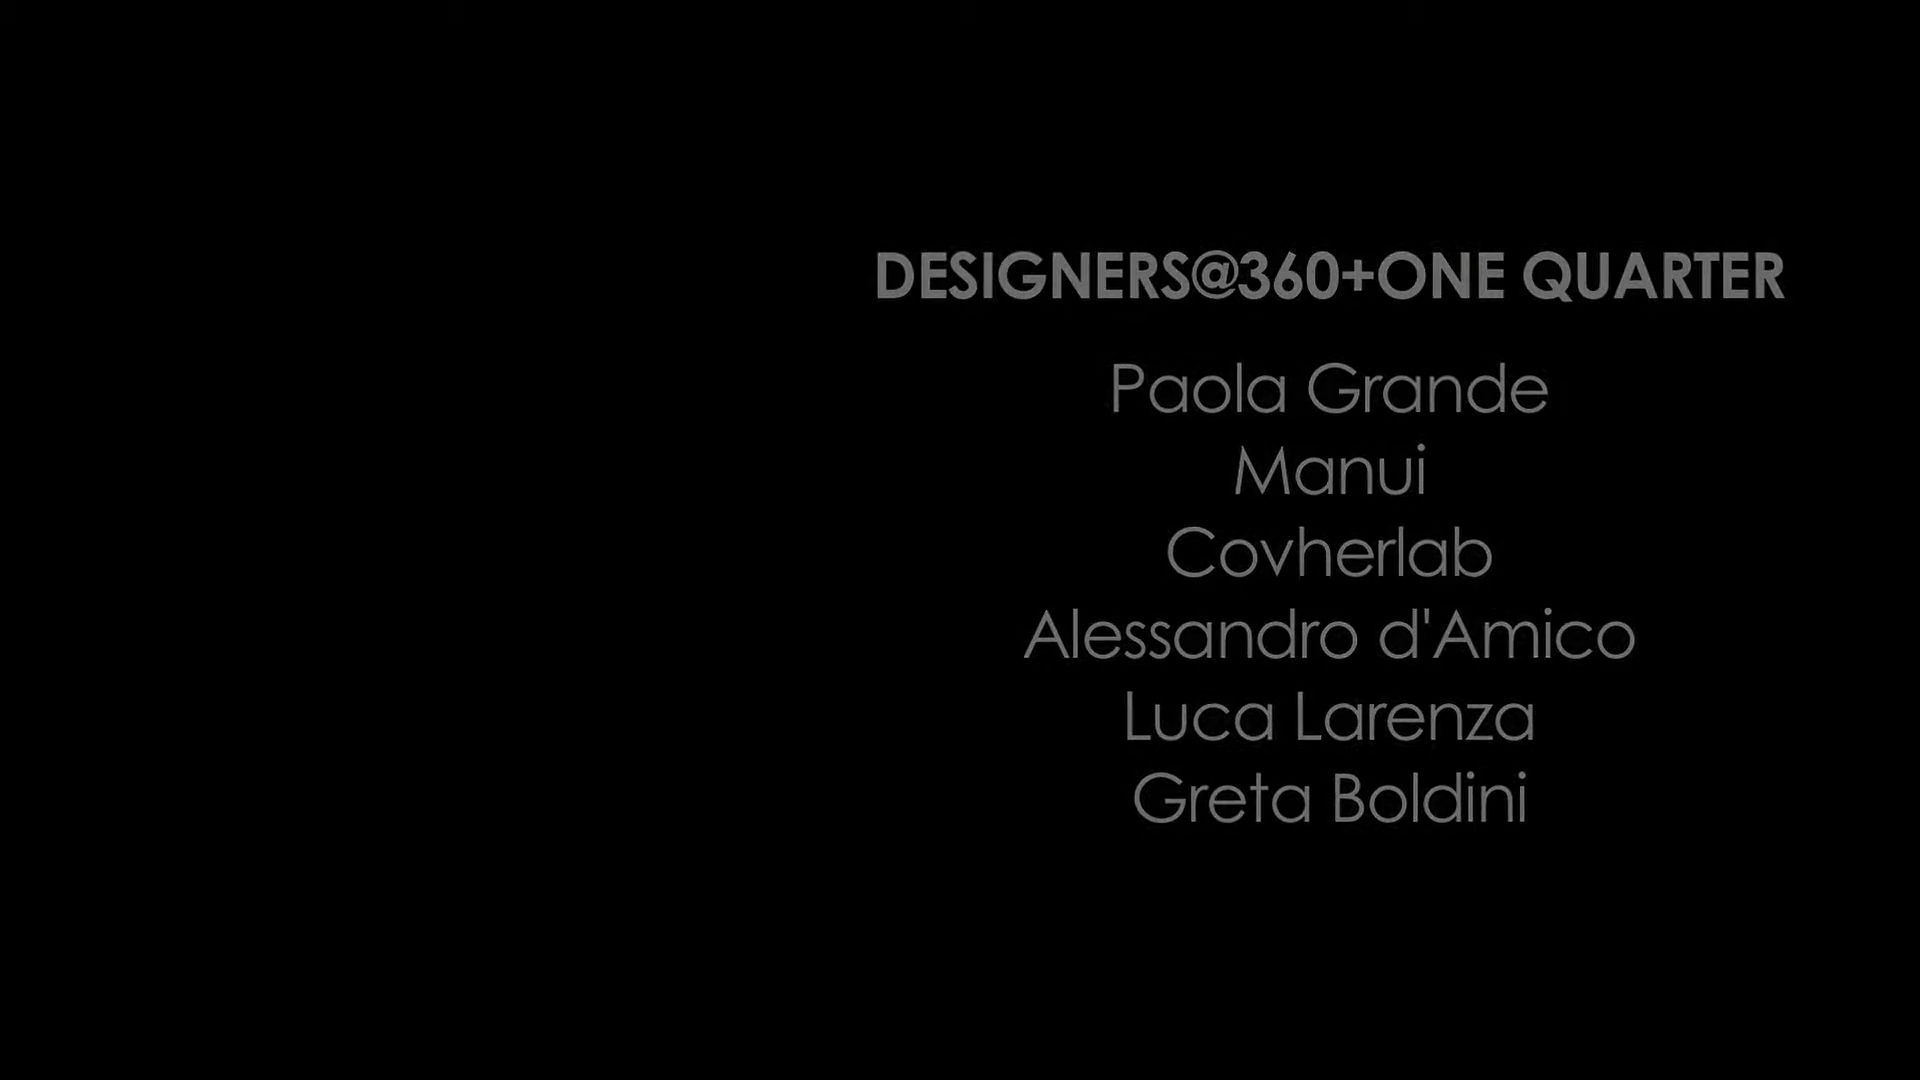 DESIGNERS@360+ONE QUARTER
Paola Grande
Manui
Covherlab
Alessandro d'Amico
Luca Larenza
Greta Boldini